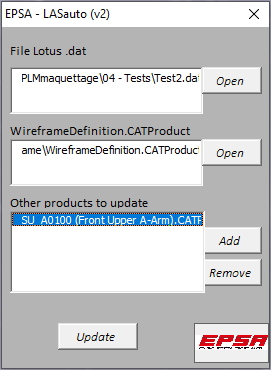 EPSA - LASauto (v2)
File Lotus .dat
PLMmaquettage\04 - Tests\Test2.dat
Open
WireframeDefinition.CATProduct
ame\WireframeDefinition.CATProduct
Open
Other products to update
SU_A0100 (Front Upper A-Arm).CATP
Add
Remove
Update
EPSA